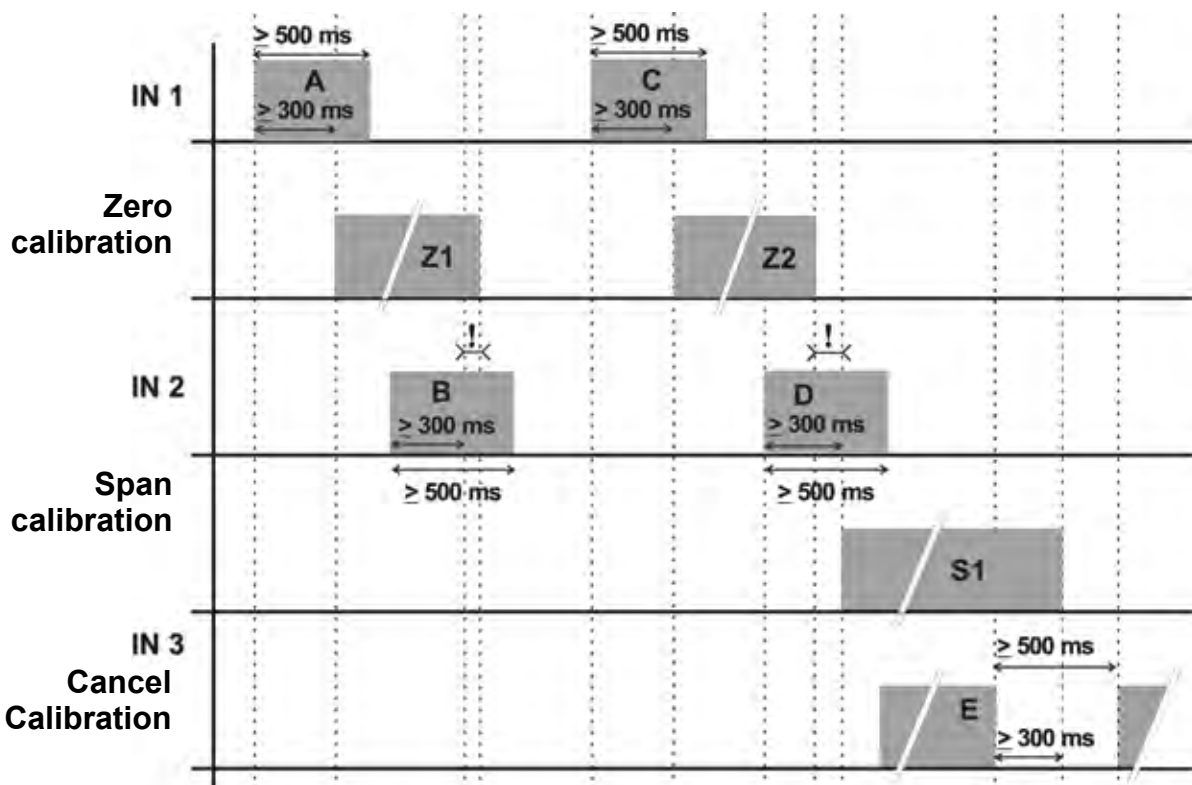 ≥ 500 ms
≥ 500 ms
IN 1
A
C
≥ 300 ms
≥ 300 ms
Zero
calibration
Z1
Z2
!
!
IN 2
B
D
≥ 300 ms
≥ 300 ms
≥ 500 ms
≥ 500 ms
Span
calibration
S1
IN 3
≥ 500 ms
Cancel
Calibration
E
≥ 300 ms